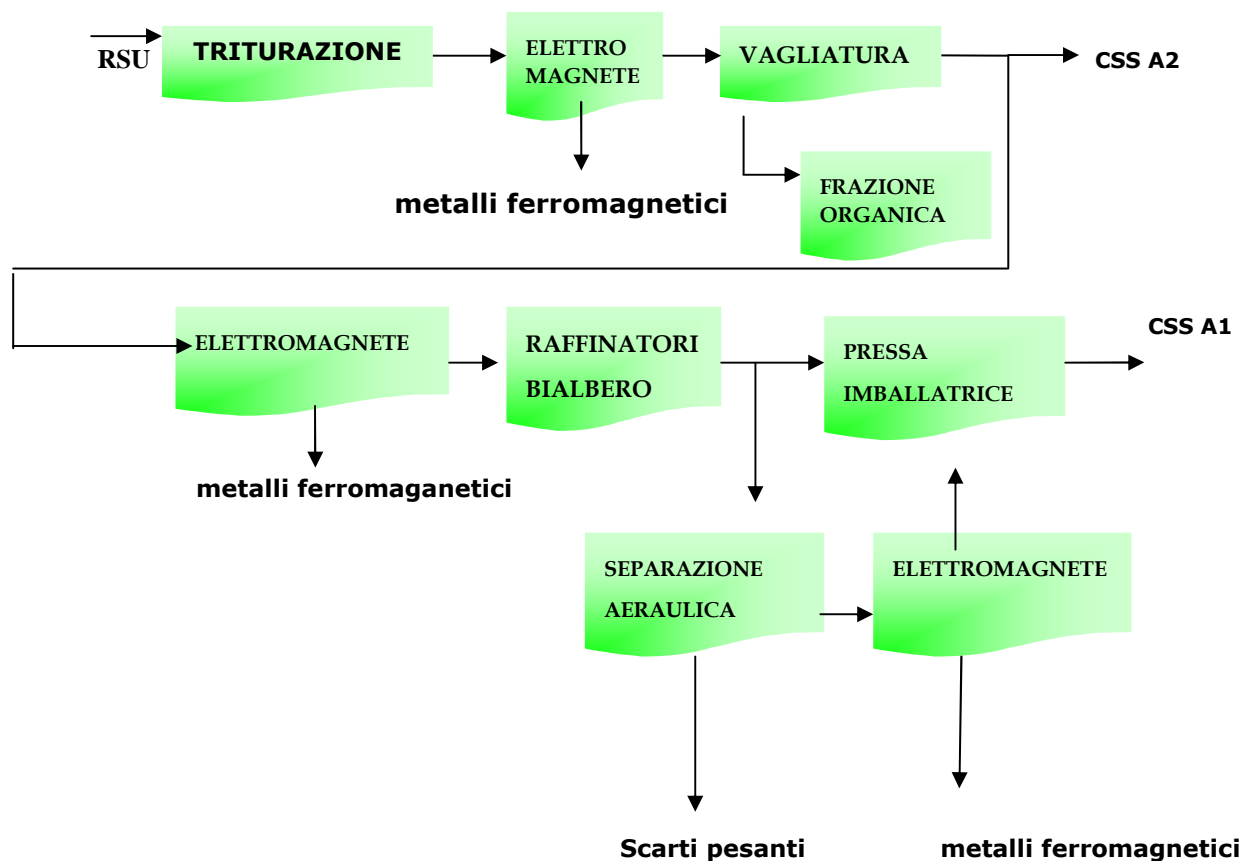 RSU
TRITURAZIONE
ELETTRO
MAGNETE
VAGLIATURA
CSS A2
metalli ferromagnetici
FRAZIONE
ORGANICA
ELETTROMAGNETE
RAFFINATORI
BIALBERO
PRESSA
IMBALLATRICE
CSS A1
metalli ferromaganetici
SEPARAZIONE
AERAULICA
ELETTROMAGNETE
Scarti pesanti
metalli ferromagnetici